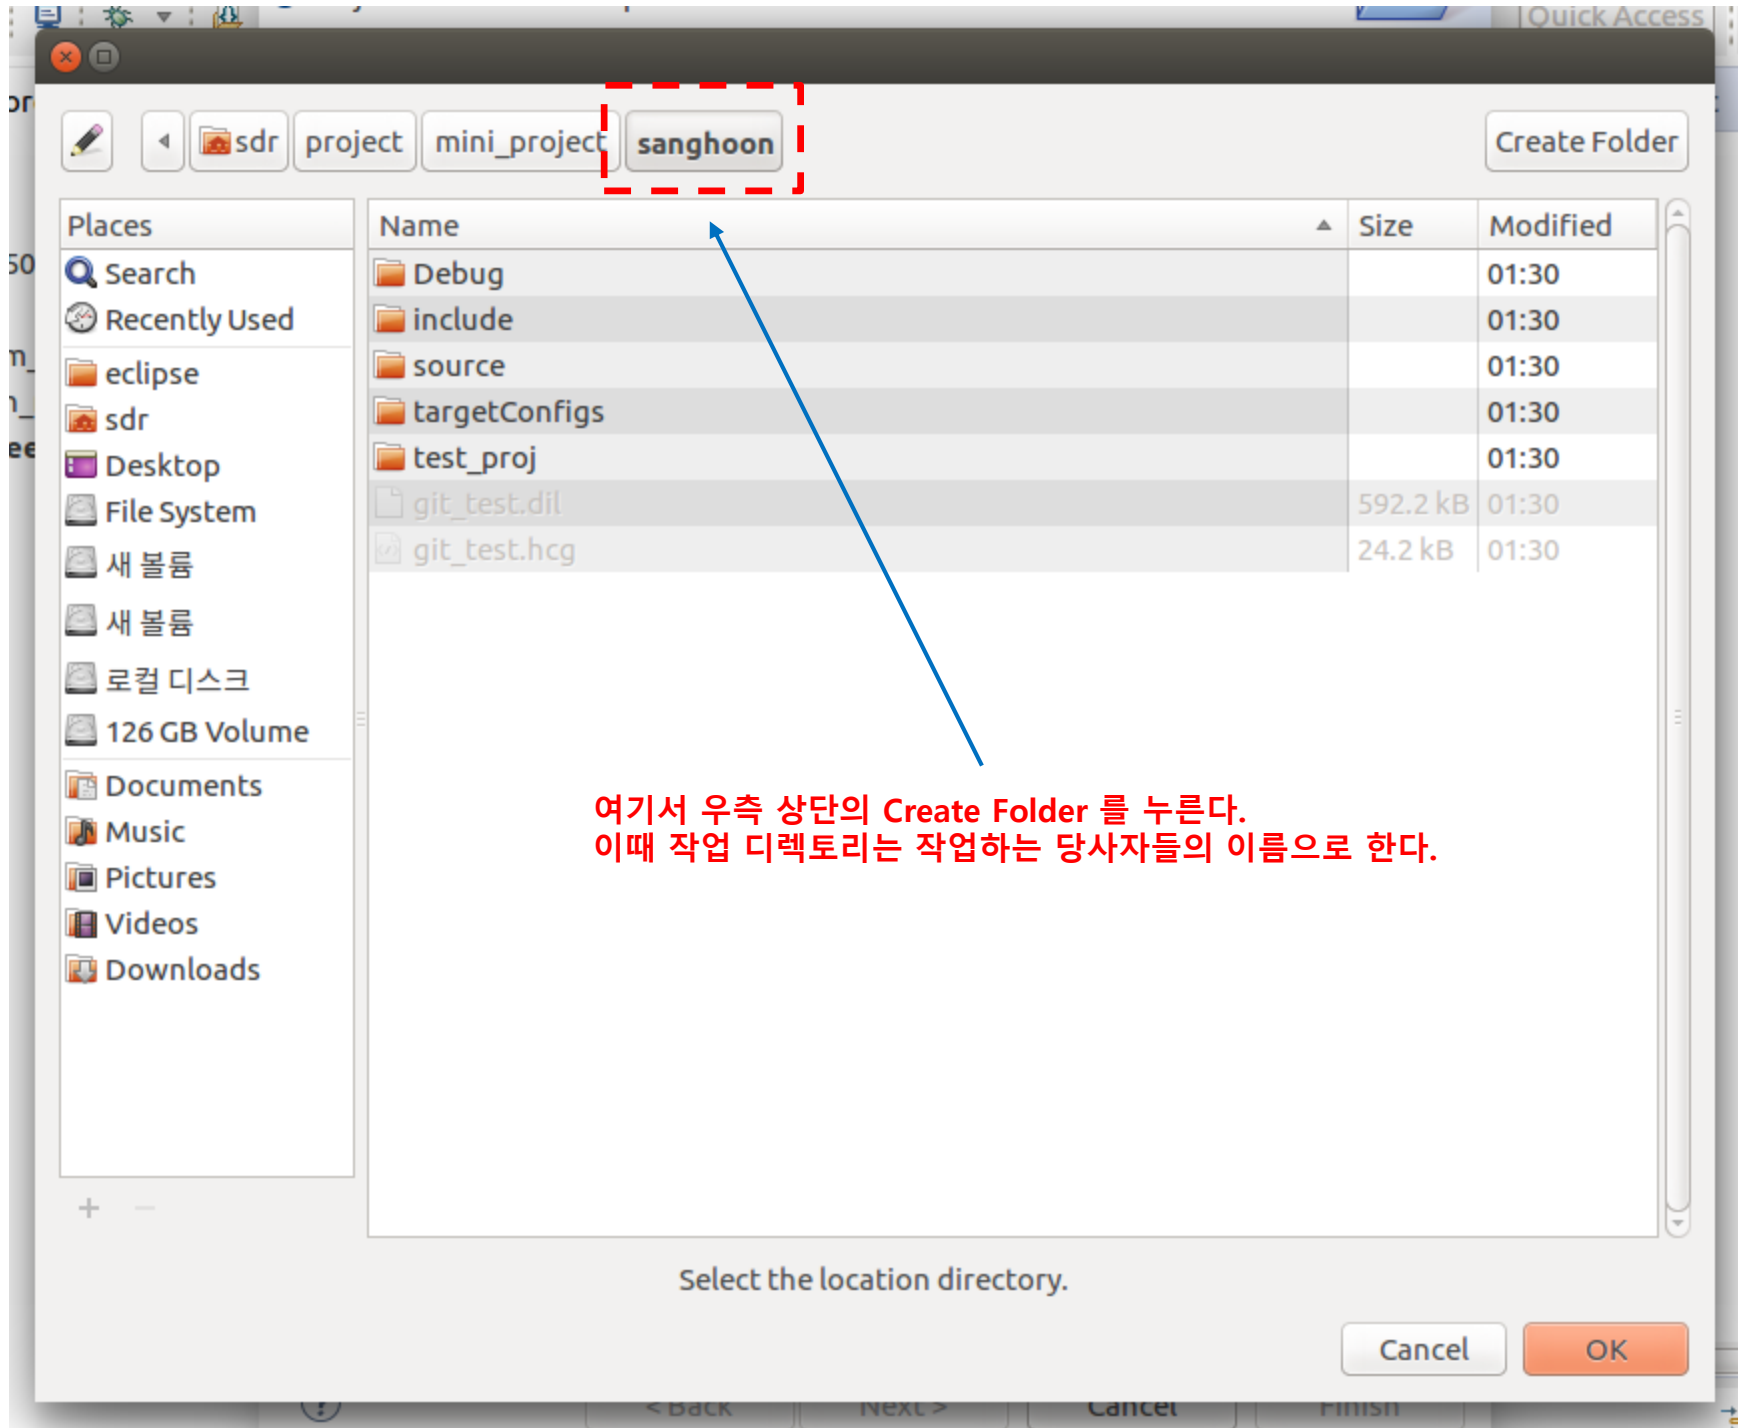 Quick Access
sdr project mini_project sanghoon Create Folder
Places Name Size Modified
Search Debug 01:30
Recently Used include 01:30
source 01:30
eclipse
targetConfigs 01:30
sdr
test_proj 01:30
Desktop
git_test.dil 592.2 kB 01:30
File System
git_test.hcg 24.2 kB 01:30
새 볼륨
새 볼륨
로컬 디스크
126 GB Volume
Documents
여기서 우측 상단의 Create Folder 를 누른다.
Music
이때 작업 디렉토리는 작업하는 당사자들의 이름으로 한다.
Pictures
Videos
Downloads
Select the location directory.
Cancel OK
< Back Next > Cancel Finish